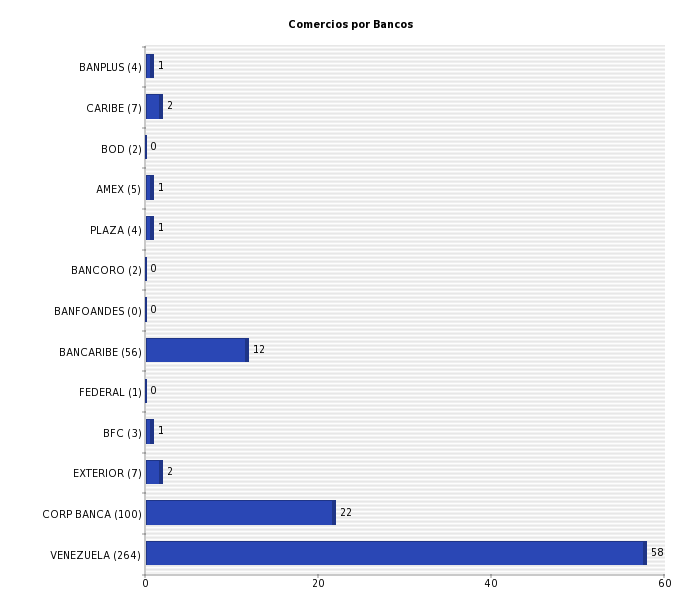 Comercios por Bancos
BANPLUS (4) 1
CARIBE (7) 2
BOD (2) 0
AMEX (5) 1
PLAZA (4) 1
BANCORO (2) 0
BANFOANDES (0) 0
BANCARIBE (56) 12
FEDERAL (1) 0
BFC (3) 1
EXTERIOR (7) 2
CORP BANCA (100) 22
VENEZUELA (264) 58
0 20 40 60